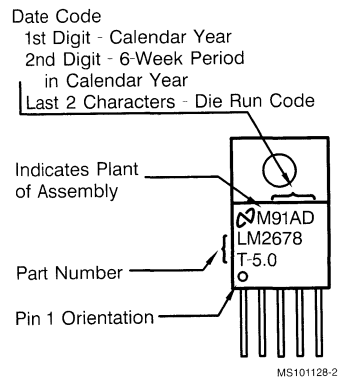 Date Code
1st Digit - Calendar Year
2nd Digit - 6-Week Period
in Calendar Year
Last 2 Characters - Die Run Code
Indicates Plant
of Assembly
M91AD
LM2678
T-5.0
Part Number
Pin 1 Orientation
MS101128-2